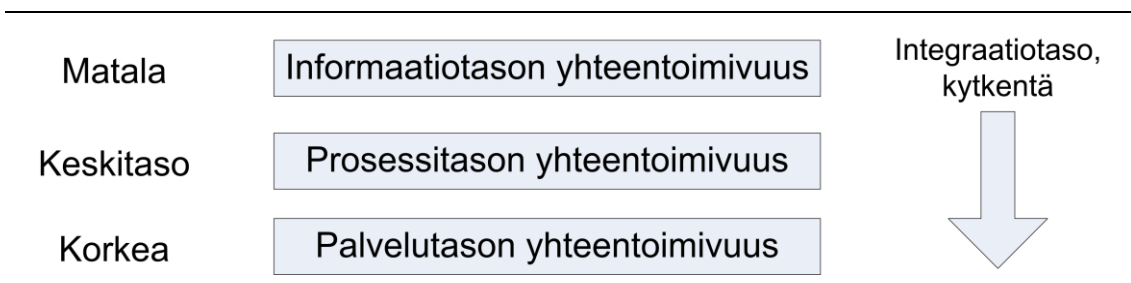 Matala
Informaatiotason yhteentoimivuus
Integraatiotaso,
kytkentä
Keskitaso
Prosessitason yhteentoimivuus
Korkea
Palvelutason yhteentoimivuus